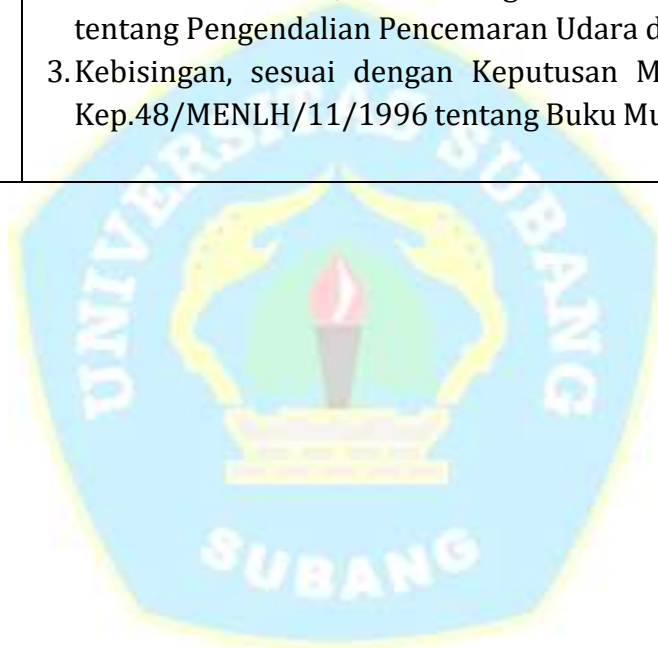 tentang Pengendalian Pencemaran Udara d
3. Kebisingan, sesuai dengan Keputusan M
Kep.48/MENLH/11/1996 tentang Buku Mu
UNIVERSITAS SUBANG
SUBANG